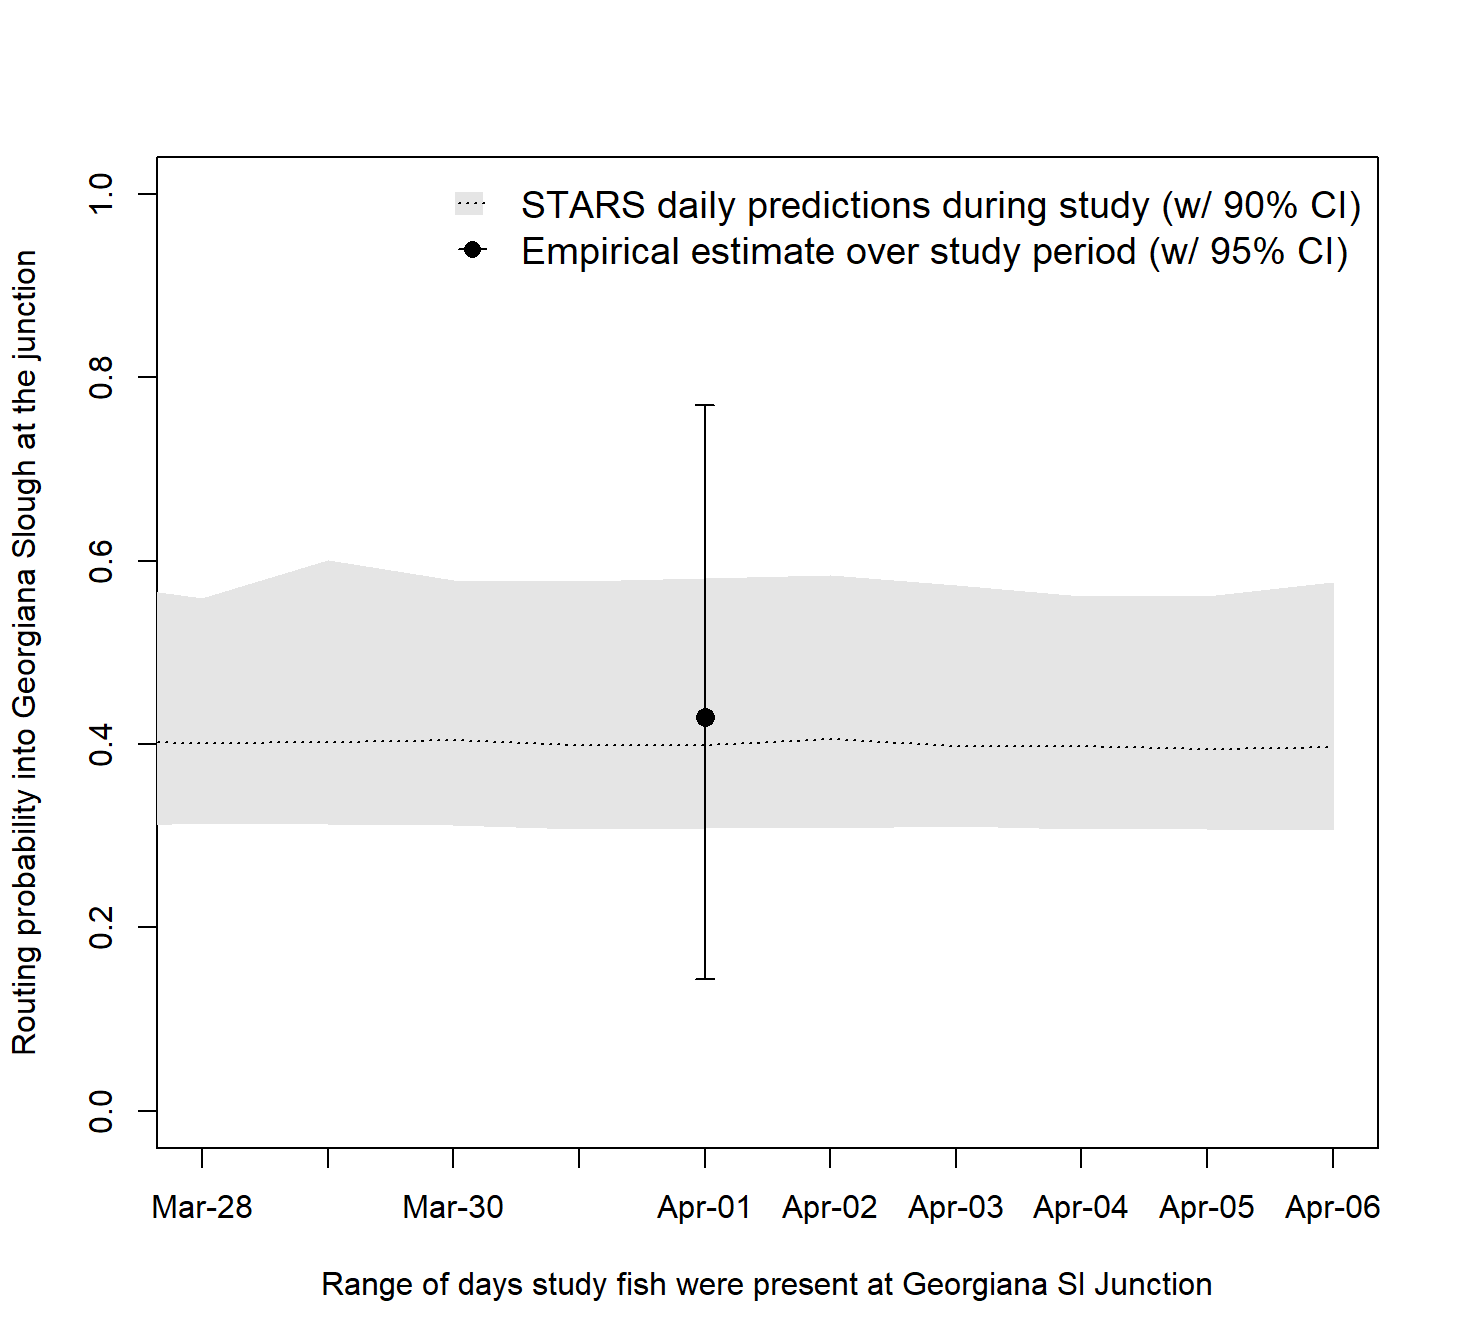 STARS daily predictions during study (w/ 90% CI)
Empirical estimate over study period (w/ 95% CI)
Routing probability into Georgiana Slough at the junction
1.0
0.8
0.6
0.4
0.2
0.0
Mar-28 Mar-30 Apr-01 Apr-02 Apr-03 Apr-04 Apr-05 Apr-06
Range of days study fish were present at Georgiana Sl Junction